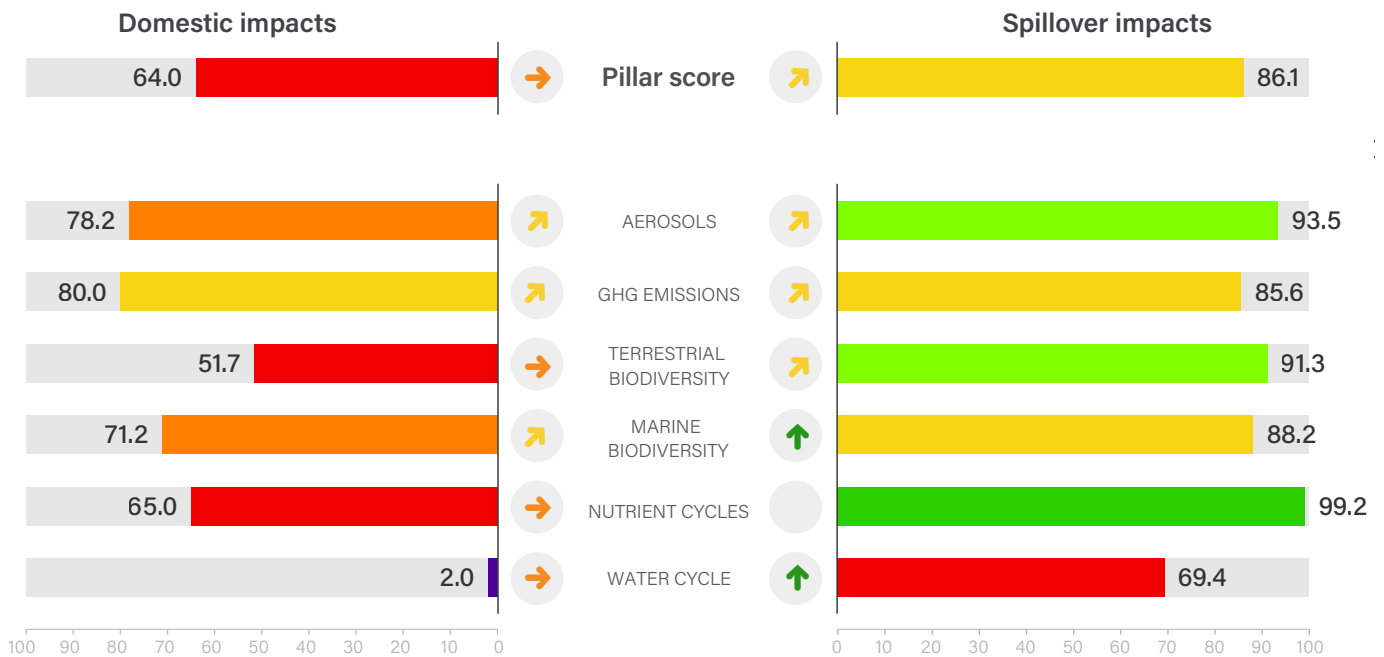 Domestic impacts
Spillover impacts
64.0
Pillar score
86.1
78.2
AEROSOLS
93.5
80.0
GHG EMISSIONS
85.6
51.7
TERRESTRIAL
BIODIVERSITY
91.3
71.2
MARINE
BIODIVERSITY
88.2
65.0
NUTRIENT CYCLES
99.2
2.0
WATER CYCLE
69.4
100 90 80 70 60 50 40 30 20 10 0
0 10 20 30 40 50 60 70 80 90 100